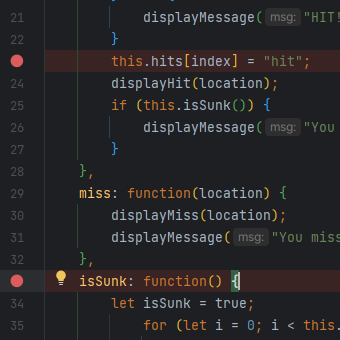 21 displayMessage( msg: "HIT!
22 }
this.hits[index] = "hit";
24 displayHit(location);
25 if (this.isSunk()) {
26 displayMessage( msg: "You
27 }
28 },
29 miss: function(location) {
30 displayMiss(location);
31 displayMessage( msg: "You miss
32 },
isSunk: function() {
34 let isSunk = true;
35 for (let i = 0; i < this.